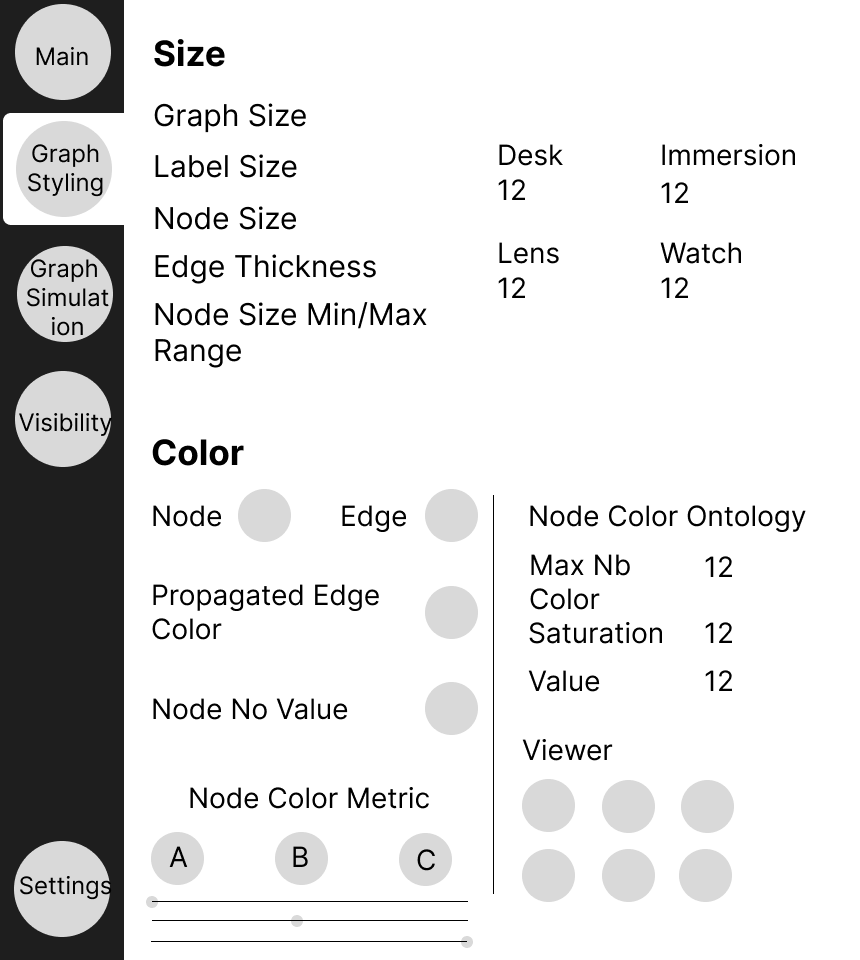 Main
Graph
Styling
Graph
Simulat
ion
Visibility
Settings
Size
Graph Size
Label Size
Node Size
Edge Thickness
Node Size Min/Max
Range
Desk
12
Immersion
12
Lens
12
Watch
12
Color
Node
Edge
Propagated Edge
Color
Node No Value
Node Color Metric
A
B
C
Node Color Ontology
Max Nb
Color
12
Saturation
12
Value
12
Viewer